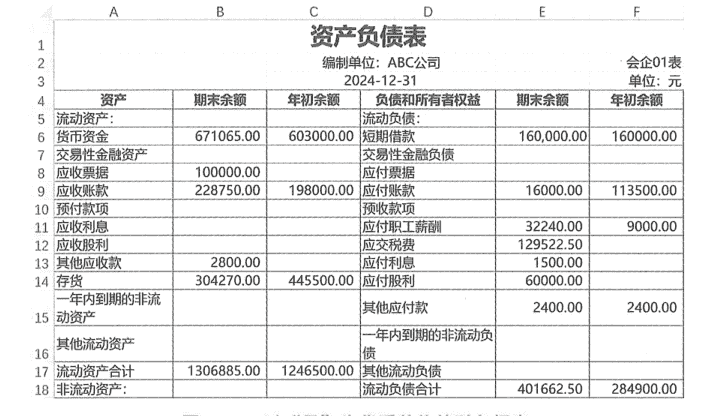 A B C D E F
1 资产负债表
2 编制单位：ABC公司 会企01表
3 2024-12-31 单位：元
4 资产 期末余额 年初余额 负债和所有者权益 期末余额 年初余额
5 流动资产： 流动负债：
6 货币资金 671065.00 603000.00 短期借款 160,000.00 160000.00
7 交易性金融资产 交易性金融负债
8 应收票据 100000.00 应付票据
9 应收账款 228750.00 198000.00 应付账款 16000.00 113500.00
10 预付款项 预收款项
11 应收利息 应付职工薪酬 32240.00 9000.00
12 应收股利 应交税费 129522.50
13 其他应收款 2800.00 应付利息 1500.00
14 存货 304270.00 445500.00 应付股利 60000.00
一年内到期的非流
15 动资产 其他应付款 2400.00 2400.00
其他流动资产 一年内到期的非流动负
16 债
17 流动资产合计 1306885.00 1246500.00 其他流动负债
18 非流动资产： 流动负债合计 401662.50 284900.00